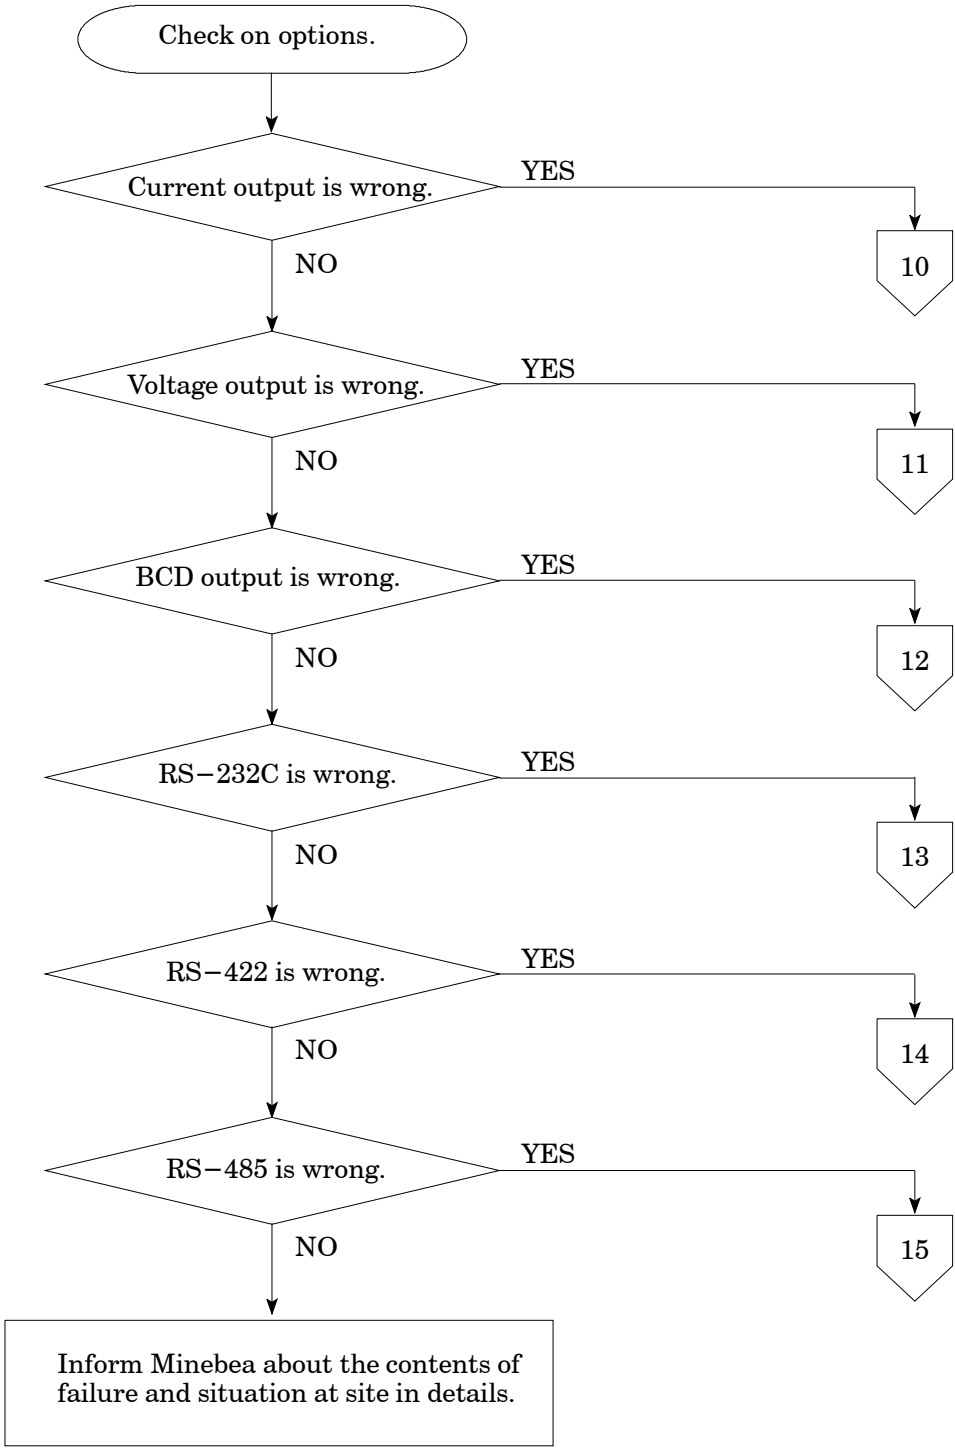 Check on options.
Current output is wrong.
YES
10
NO
Voltage output is wrong.
YES
11
NO
BCD output is wrong.
YES
12
NO
RS−232C is wrong.
YES
13
NO
RS−422 is wrong.
YES
14
NO
RS−485 is wrong.
YES
15
NO
Inform Minebea about the contents of
failure and situation at site in details.